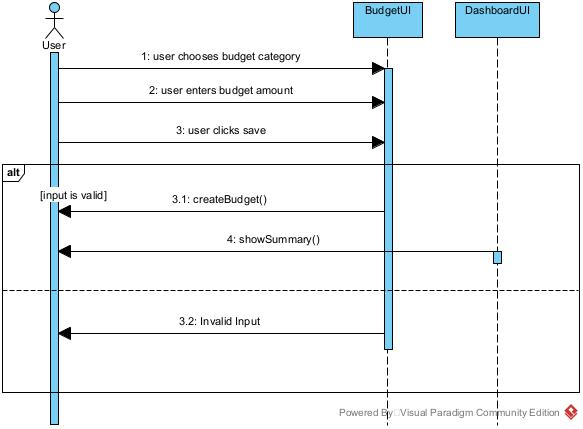 BudgetUI
DashboardUI
User
1: user chooses budget category
2: user enters budget amount
3: user clicks save
alt
[input is valid]
3.1: createBudget()
4: showSummary()
3.2: Invalid Input
Powered By Visual Paradigm Community Edition